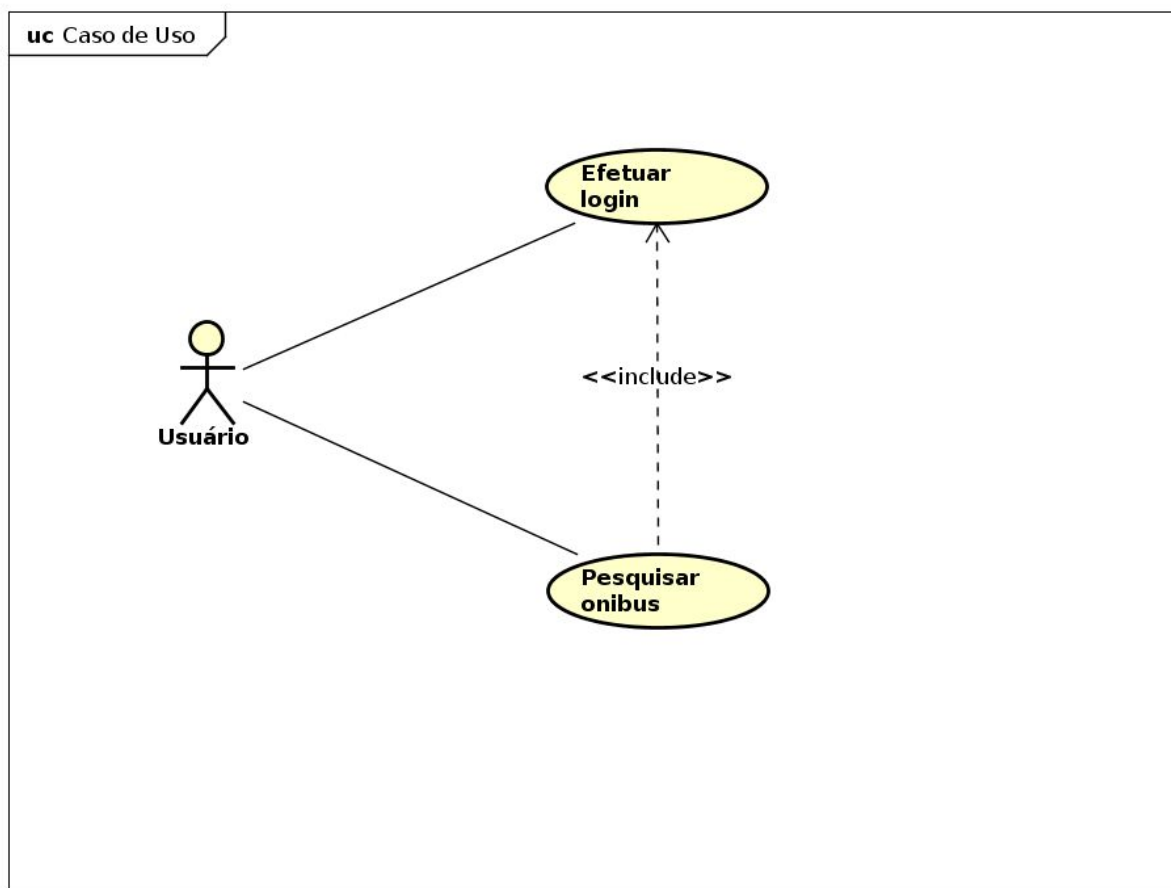 uc Caso de Uso
Efetuar
login
<<include>>
Usuário
Pesquisar
onibus